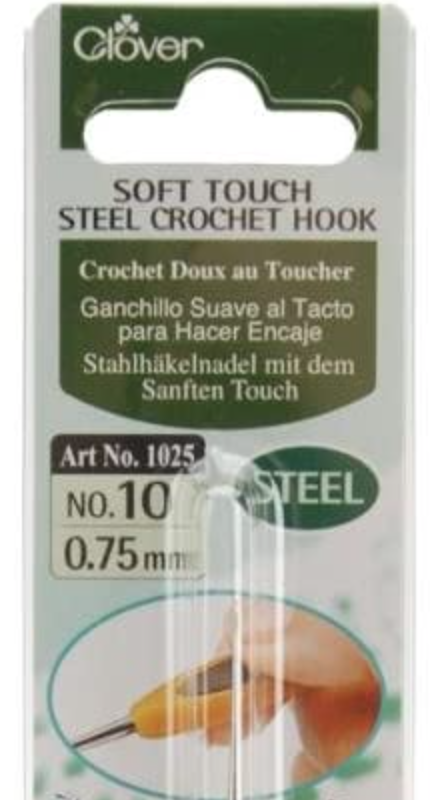 Clover
SOFT TOUCH
STEEL CROCHET HOOK
Crochet Doux au Toucher
Ganchillo Suave al Tacto
para Hacer Encaje
Stahlhäkelnadel mit dem
Sanften Touch
Art No. 1025
NO.10
STEEL
0.75mm